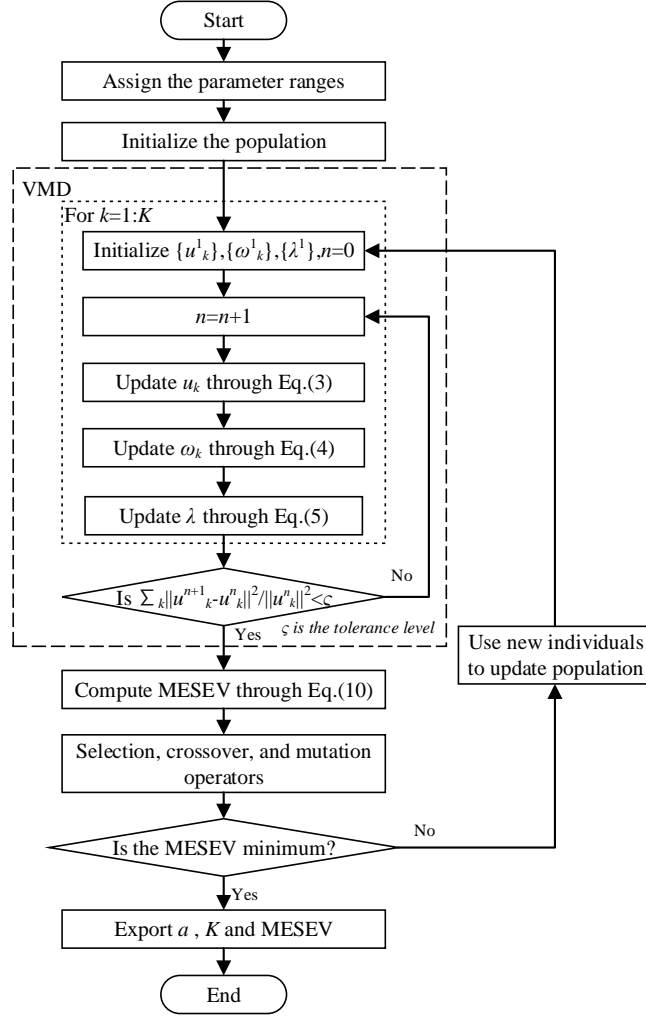 Start
Assign the parameter ranges
Initialize the population
VMD
For k=1:K
Initialize {u¹ₖ},{ω¹ₖ},{λ¹},n=0
n=n+1
Update uₖ through Eq.(3)
Update ωₖ through Eq.(4)
Update λ through Eq.(5)
Is ∑ₖ||uⁿ⁺¹ₖ-uⁿₖ||²/||uⁿₖ||²<ς
No
Yes
ς is the tolerance level
Use new individuals
to update population
Compute MESEV through Eq.(10)
Selection, crossover, and mutation
operators
Is the MESEV minimum?
No
Yes
Export a , K and MESEV
End